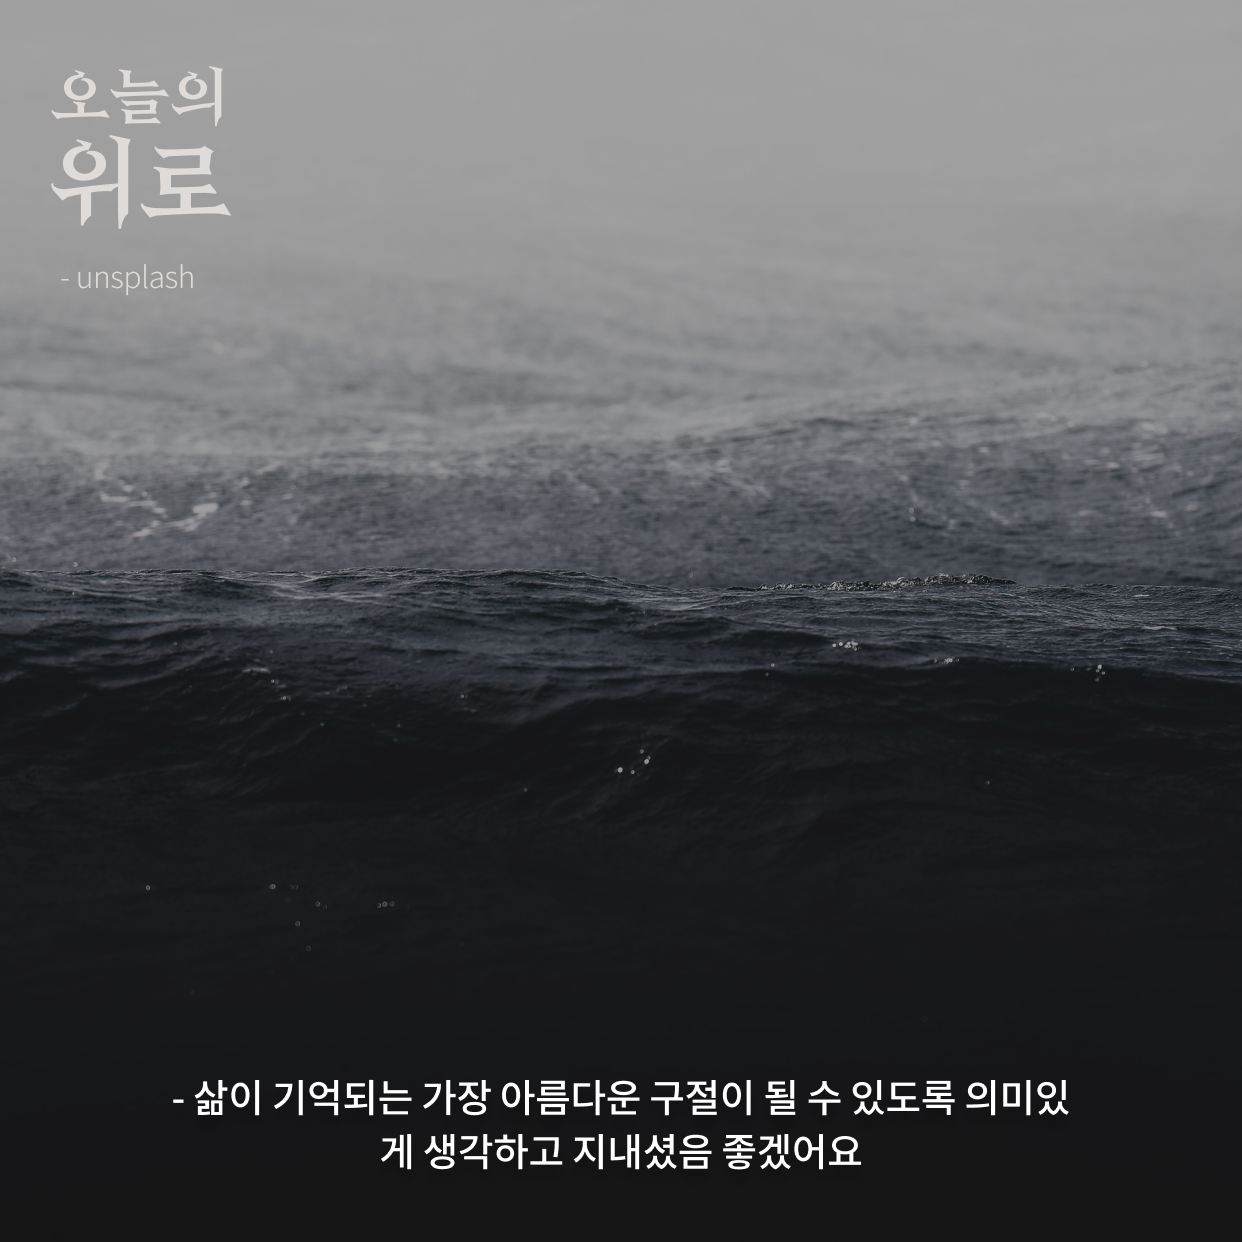 오늘의
위로
- unsplash
- 삶이 기억되는 가장 아름다운 구절이 될 수 있도록 의미있
게 생각하고 지내셨음 좋겠어요